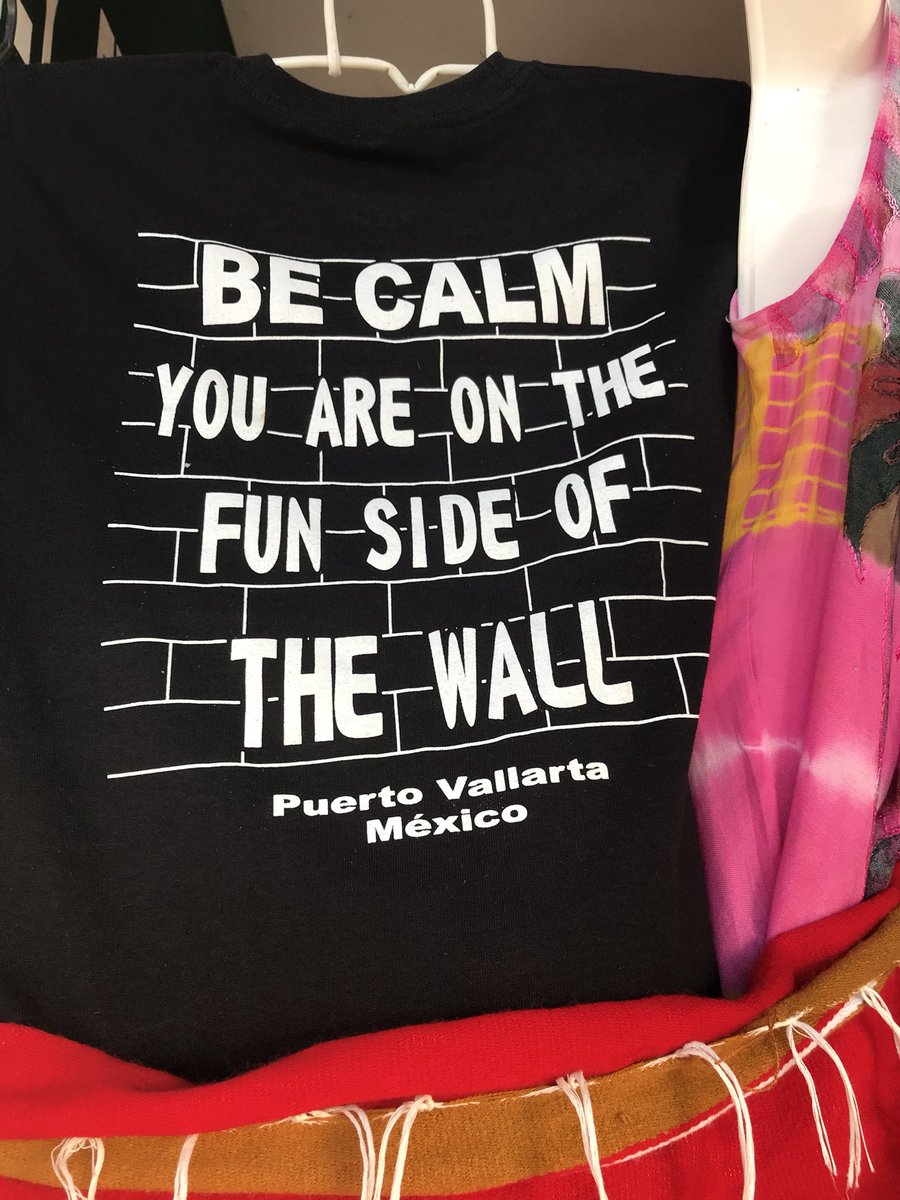 BE CALM
YOU ARE ON THE
FUN SIDE OF
THE WALL
Puerto Vallarta
México